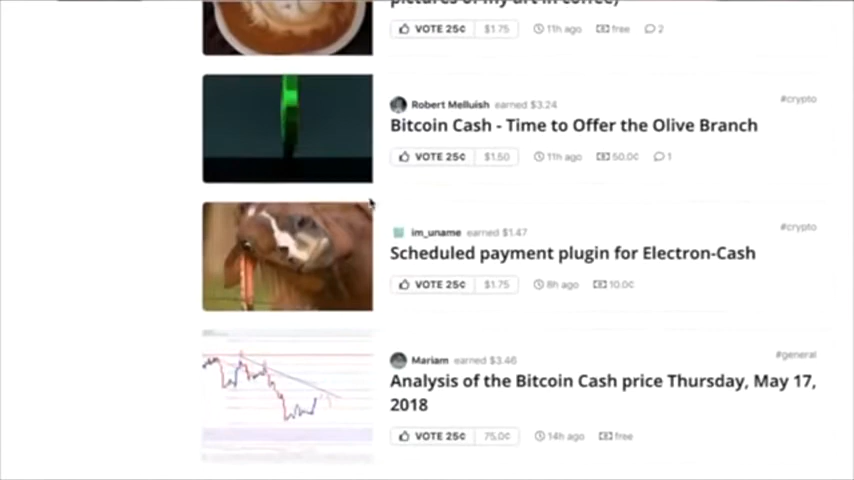 pictures of my art in coffee)
VOTE 25¢ $1.75 11h ago free 2
Robert Melluish earned $3.24 #crypto
Bitcoin Cash - Time to Offer the Olive Branch
VOTE 25¢ $1.50 11h ago 50.0¢ 1
im_uname earned $1.47 #crypto
Scheduled payment plugin for Electron-Cash
VOTE 25¢ $1.75 8h ago 10.0¢
Mariam earned $3.46 #general
Analysis of the Bitcoin Cash price Thursday, May 17,
2018
VOTE 25¢ 75.0¢ 14h ago free